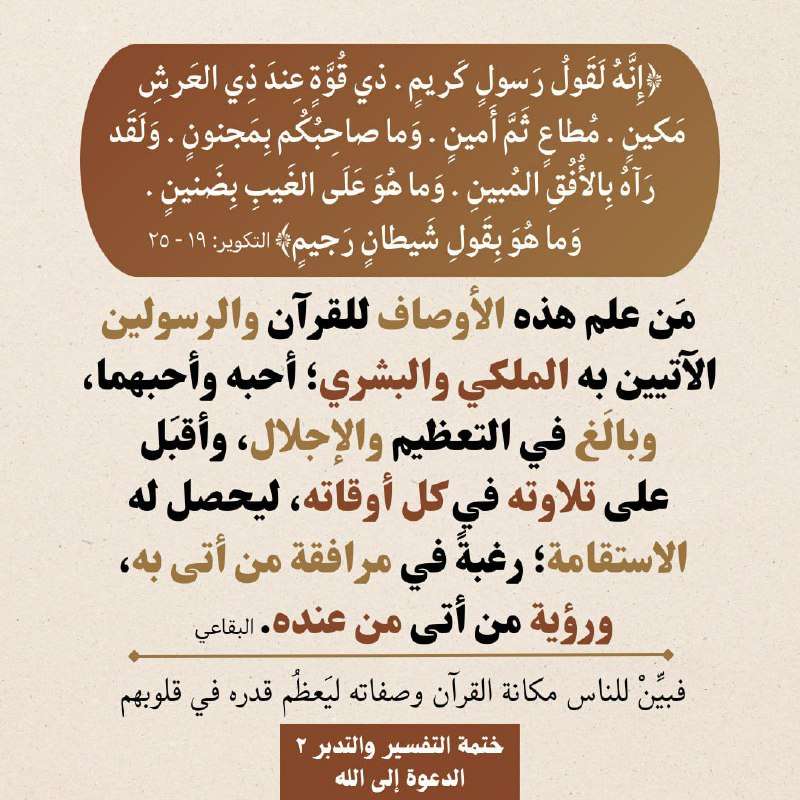 ﴿إِنَّهُ لَقَولُ رَسولٍ كَريمٍ . ذي قُوَّةٍ عِندَ ذِي العَرشِ
مَكينٍ . مُطاعٍ ثَمَّ أَمينٍ . وَما صاحِبُكُم بِمَجنونٍ . وَلَقَد
رَآهُ بِالأُفُقِ المُبينِ . وَما هُوَ عَلَى الغَيبِ بِضَنينٍ .
وَما هُوَ بِقَولِ شَيطانٍ رَجيمٍ﴾ التكوير: ١٩ - ٢٥
مَن علم هذه الأوصاف للقرآن والرسولين
الآتيين به الملكي والبشري؛ أحبه وأحبهما،
وبالَغ في التعظيم والإجلال، وأقبَل
على تلاوته في كل أوقاته، ليحصل له
الاستقامة؛ رغبةً في مرافقة من أتى به،
ورؤية من أتى من عنده. البقاعي
فبيِّنْ للناس مكانة القرآن وصفاته ليَعظُم قدره في قلوبهم
ختمة التفسير والتدبر ٢
الدعوة إلى الله